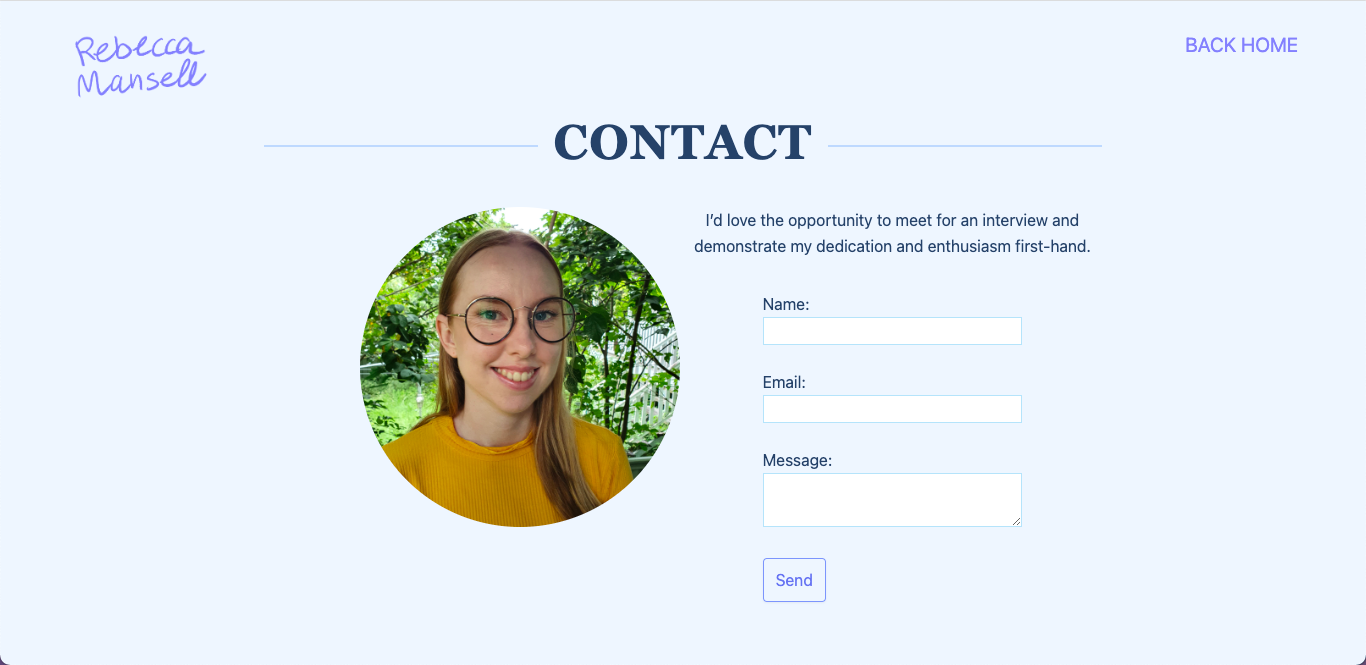 Rebecca
Mansell
BACK HOME
CONTACT
I’d love the opportunity to meet for an interview and
demonstrate my dedication and enthusiasm first-hand.
Name:
Email:
Message:
Send